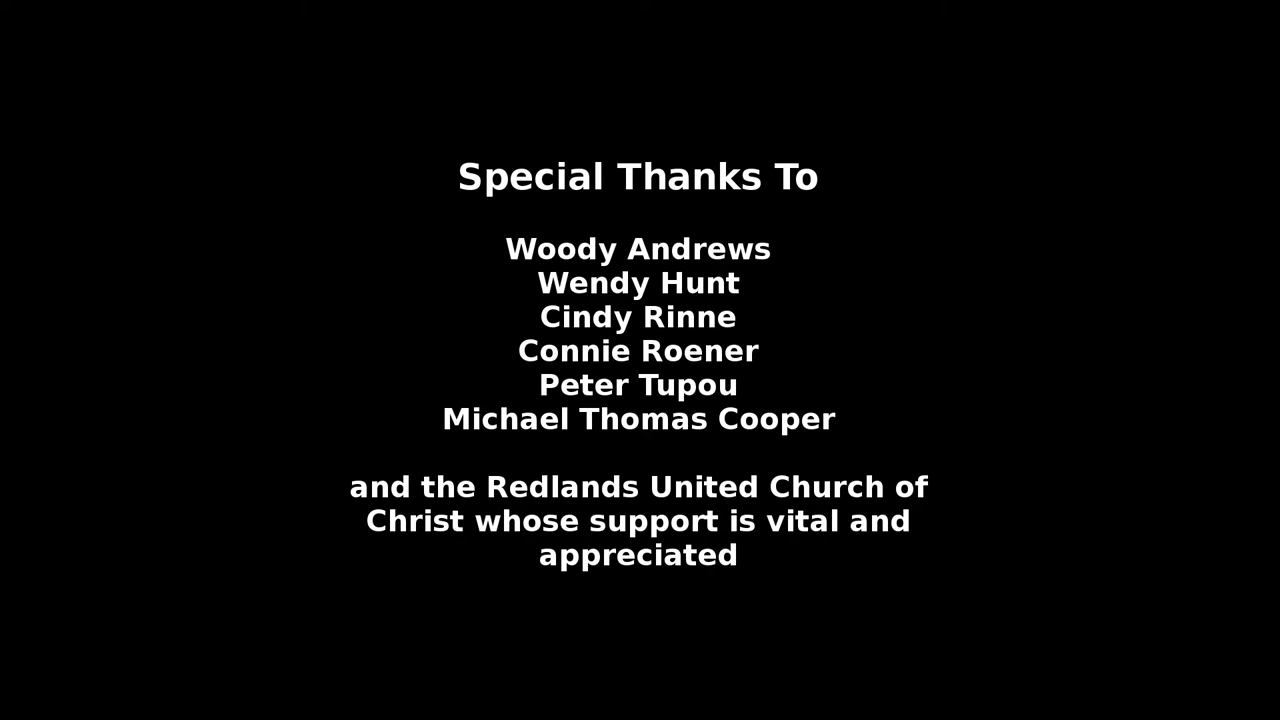 Special Thanks To
Woody Andrews
Wendy Hunt
Cindy Rinne
Connie Roener
Peter Tupou
Michael Thomas Cooper
and the Redlands United Church of
Christ whose support is vital and
appreciated